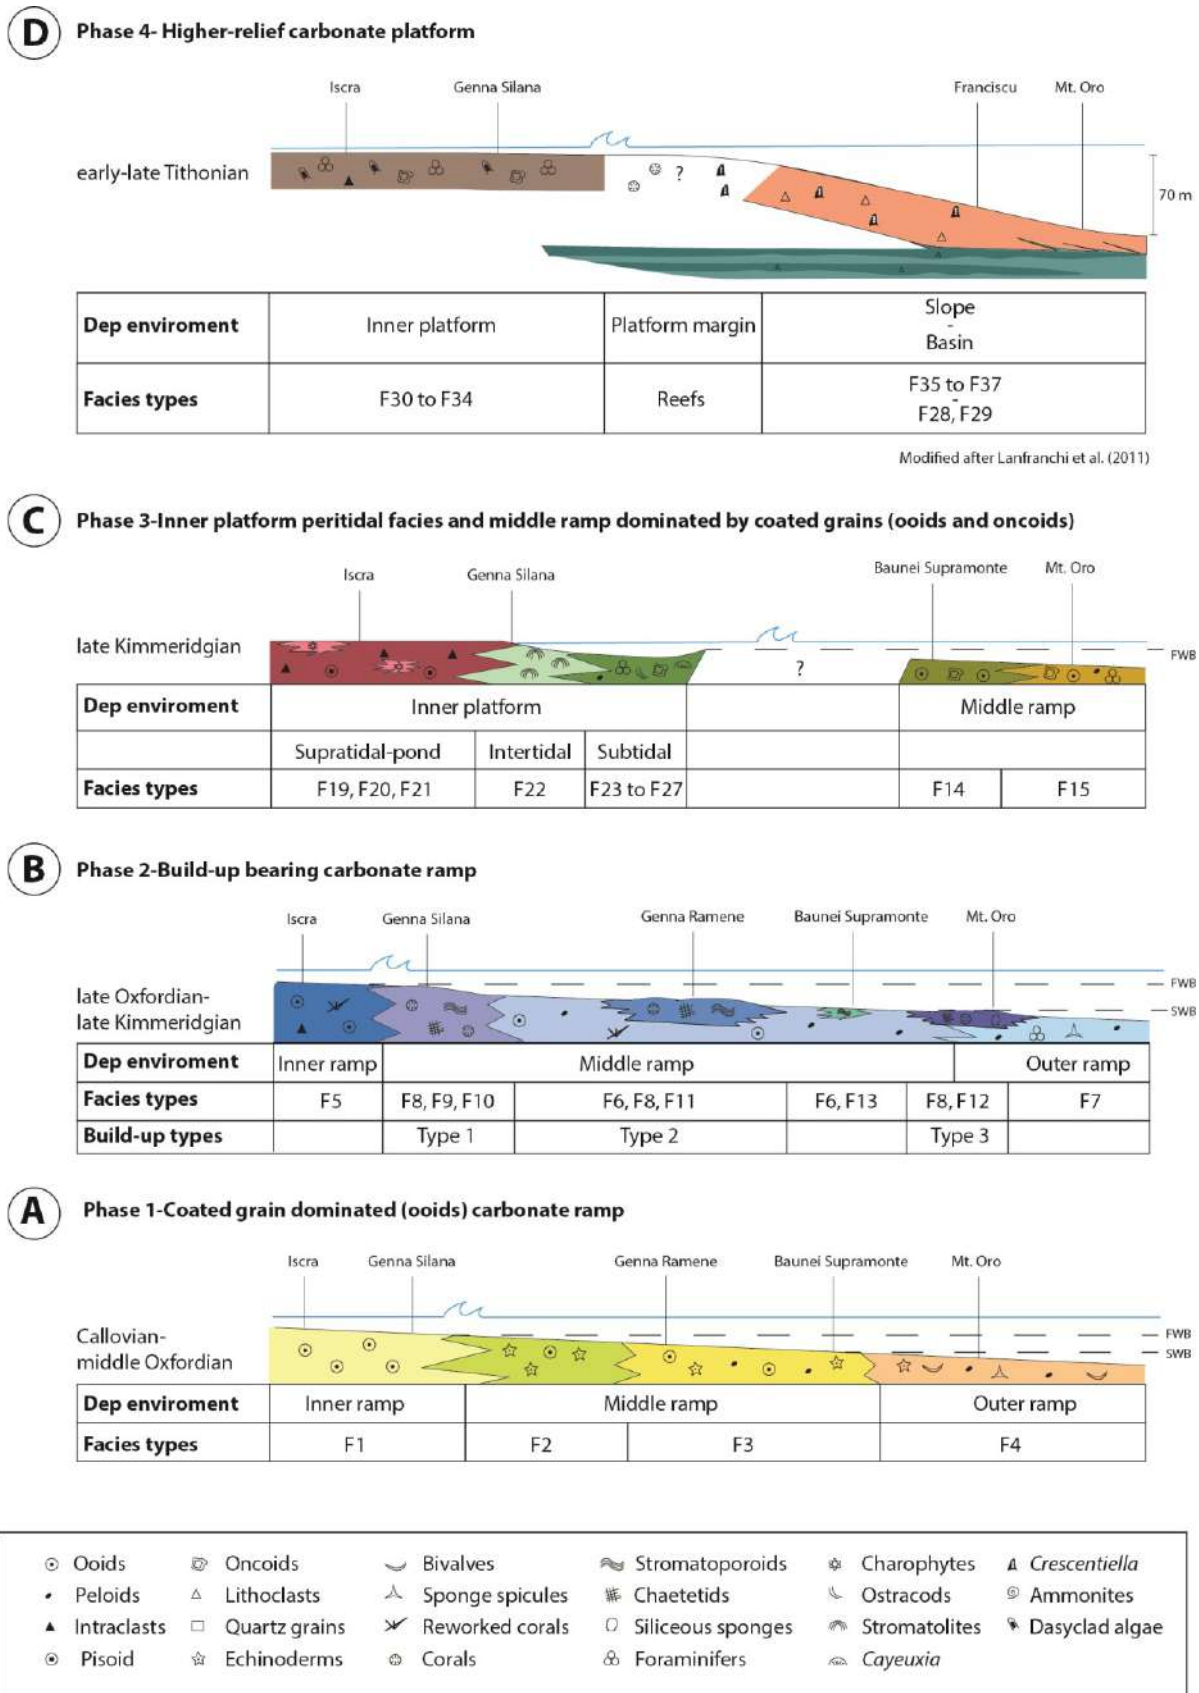 D Phase 4- Higher-relief carbonate platform
Iscra Genna Silana Franciscu Mt. Oro
early-late Tithonian ? 70 m
Dep enviroment Inner platform Platform margin Slope - Basin
Facies types F30 to F34 Reefs F35 to F37 - F28, F29
Modified after Lanfranchi et al. (2011)
C Phase 3-Inner platform peritidal facies and middle ramp dominated by coated grains (ooids and oncoids)
Iscra Genna Silana Baunei Supramonte Mt. Oro
late Kimmeridgian ? FWB
Dep enviroment Inner platform Middle ramp
Supratidal-pond Intertidal Subtidal
Facies types F19, F20, F21 F22 F23 to F27 F14 F15
B Phase 2-Build-up bearing carbonate ramp
Iscra Genna Silana Genna Ramene Baunei Supramonte Mt. Oro
FWB
late Oxfordian-
SWB
late Kimmeridgian
Dep enviroment Inner ramp Middle ramp Outer ramp
Facies types F5 F8, F9, F10 F6, F8, F11 F6, F13 F8, F12 F7
Build-up types Type 1 Type 2 Type 3
A Phase 1-Coated grain dominated (ooids) carbonate ramp
Iscra Genna Silana Genna Ramene Baunei Supramonte Mt. Oro
Callovian- FWB
middle Oxfordian SWB
Dep enviroment Inner ramp Middle ramp Outer ramp
Facies types F1 F2 F3 F4
Ooids Oncoids Bivalves Stromatoporoids Charophytes Crescentiella
Peloids Lithoclasts Sponge spicules Chaetetids Ostracods Ammonites
Intraclasts Quartz grains Reworked corals Siliceous sponges Stromatolites Dasyclad algae
Pisoid Echinoderms Corals Foraminifers Cayeuxia